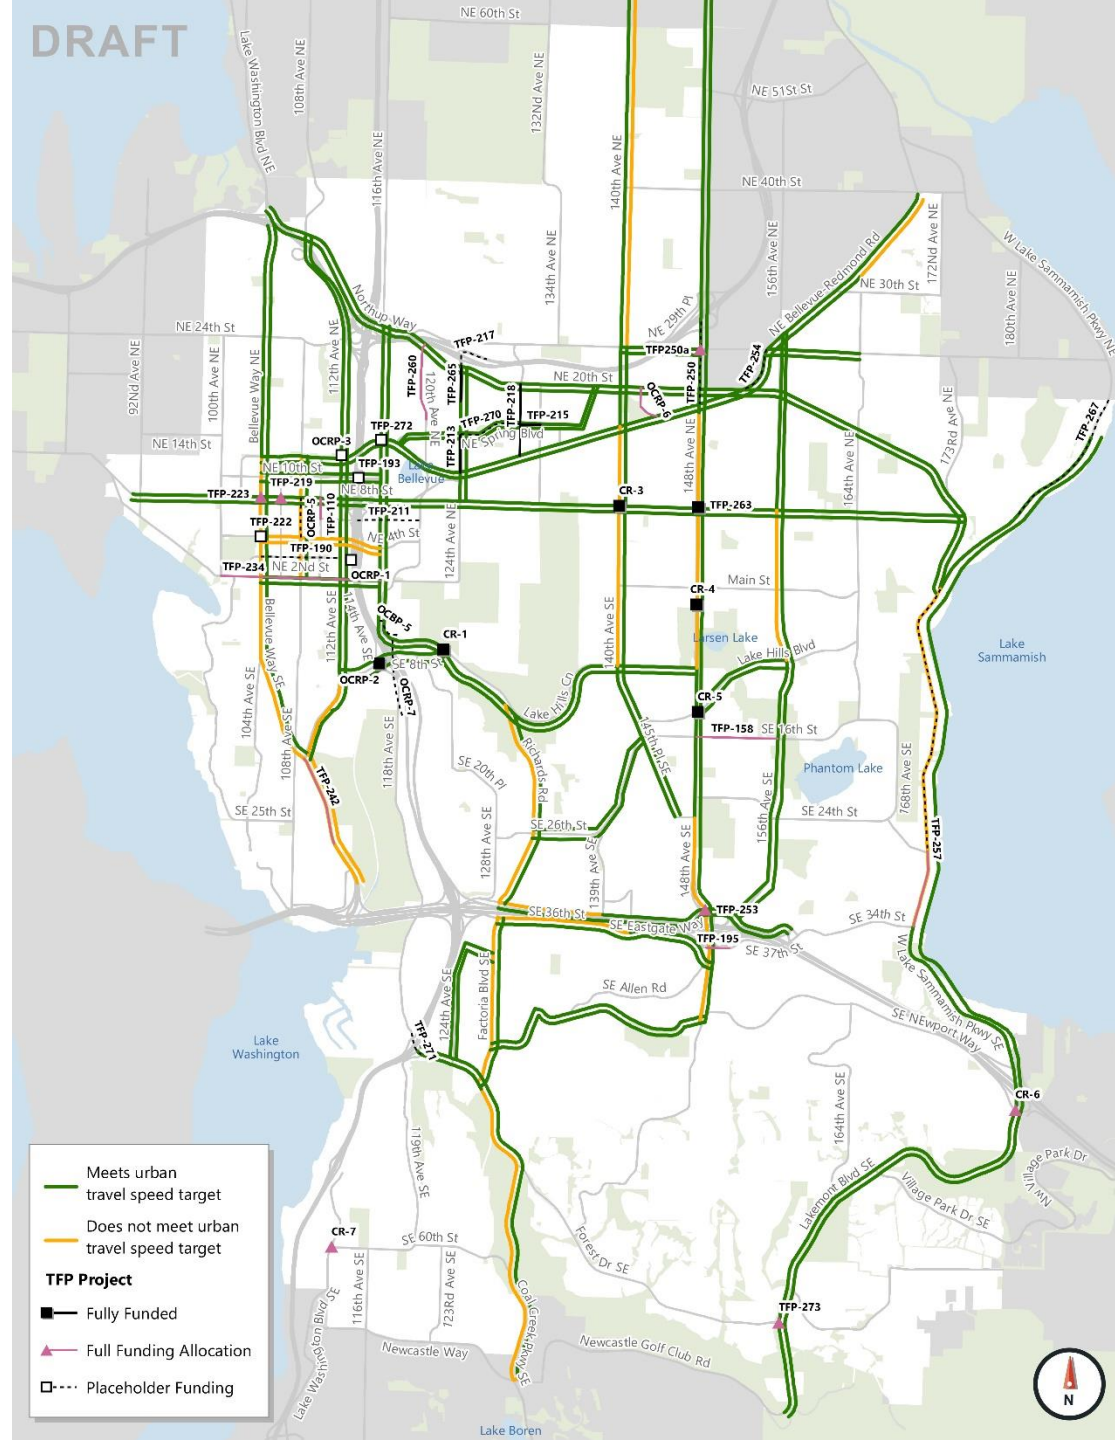 DRAFT
NE 60th St
Lake Washington Blvd NE
108th Ave NE
116th Ave NE
132Nd Ave NE
NE 51St St
140th Ave NE
NE 40th St
156th Ave NE
172Nd Ave NE
W Lake Sammamish Pkwy NE
NE Bellevue-Redmond Rd
134th Ave NE
NE 30th St
180th Ave NE
Northup Way
NE 29th Pl
NE 24th St
112th Ave NE
TFP-217
TFP250a
TFP-254
92Nd Ave NE
100th Ave NE
Bellevue Way NE
TFP-260
120th Ave NE
TFP-265
NE 20th St
TFP-250
TFP-218
OCRP-6
TFP-267
TFP-270
TFP-215
TFP-272
OCRP-3
NE 14th St
TFP-213
NE Spring Blvd
148th Ave NE
173Rd Ave NE
164th Ave NE
NE 10th St
TFP-193
Lake
Bellevue
TFP-219
NE 8th St
CR-3
TFP-223
OCRP-5
TFP-110
TFP-211
TFP-263
TFP-222
NE 4th St
TFP-190
124th Ave NE
NE 2Nd St
TFP-234
OCRP-1
Main St
CR-4
OCBP-5
114th Ave SE
112th Ave SE
Bellevue Way SE
CR-1
140th Ave SE
Larsen Lake
Lake
Sammamish
SE 8th St
Lake Hills Blvd
OCRP-2
OCRP-7
104th Ave SE
108th Ave SE
Lake Hills Cn
CR-5
145th Pl SE
TFP-158
SE 16th St
118th Ave SE
Richards Rd
SE 20th Pl
Phantom Lake
768th Ave SE
TFP-242
SE 25th St
128th Ave SE
SE 26th St
156th Ave SE
SE 24th St
139th Ave SE
148th Ave SE
TFP-257
SE 36th St
TFP-253
SE 34th St
SE Eastgate Way
TFP-195
SE 37th St
W Lake Sammamish Pkwy SE
124th Ave SE
Factoria Blvd SE
SE Allen Rd
SE NEwport Way
Lake
Washington
TFP-271
CR-6
164th Ave SE
119th Ave SE
Lakemont Blvd SE
Village Park Dr SE
NW Village Park Dr
Meets urban
travel speed target
Does not meet urban
travel speed target
TFP Project
Fully Funded
Full Funding Allocation
Placeholder Funding
CR-7
SE 60th St
Forest Dr SE
116th Ave SE
123Rd Ave SE
Coal Creek Pkwy SE
TFP-273
Lake Washington Blvd SE
Newcastle Way
Newcastle Golf Club Rd
N
Lake Boren